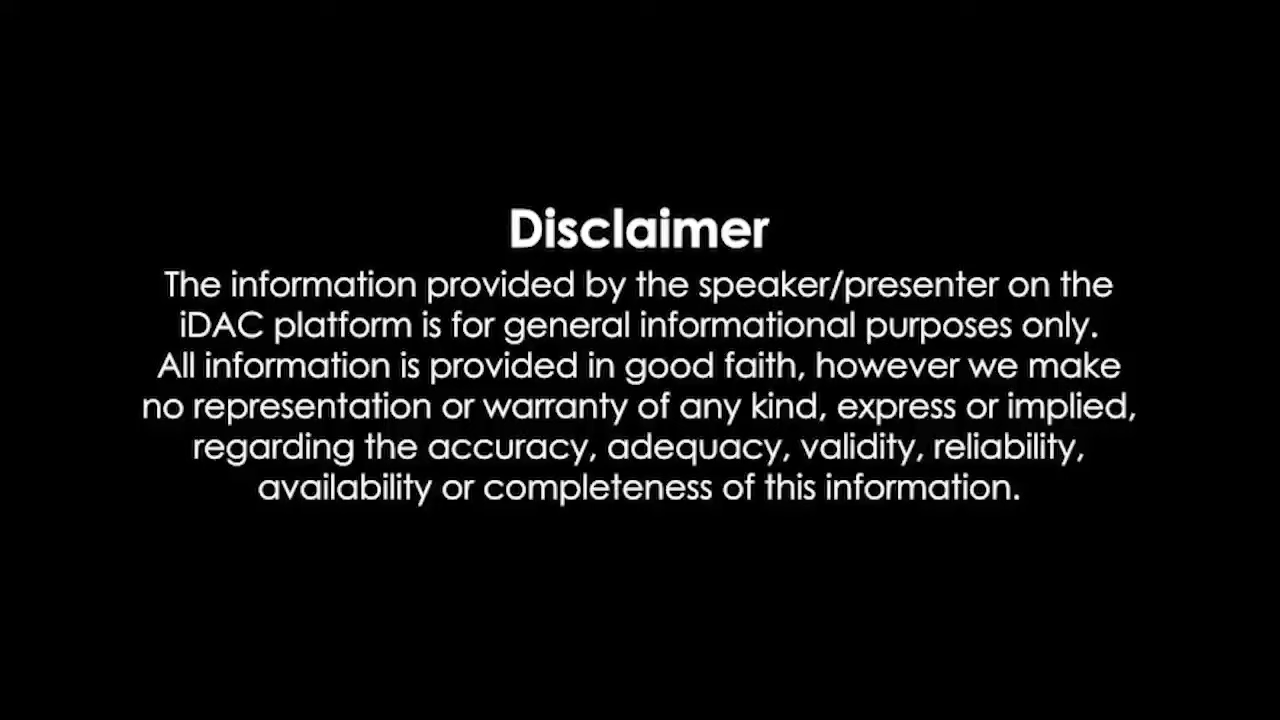 Disclaimer
The information provided by the speaker/presenter on the
iDAC platform is for general informational purposes only.
All information is provided in good faith, however we make
no representation or warranty of any kind, express or implied,
regarding the accuracy, adequacy, validity, reliability,
availability or completeness of this information.